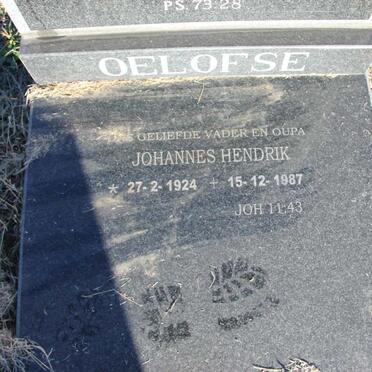 PS. 73-28
OELOFSE
ONS GELIEFDE VADER EN OUPA
JOHANNES HENDRIK
* 27-2-1924 + 15-12-1987
JOH 11:43